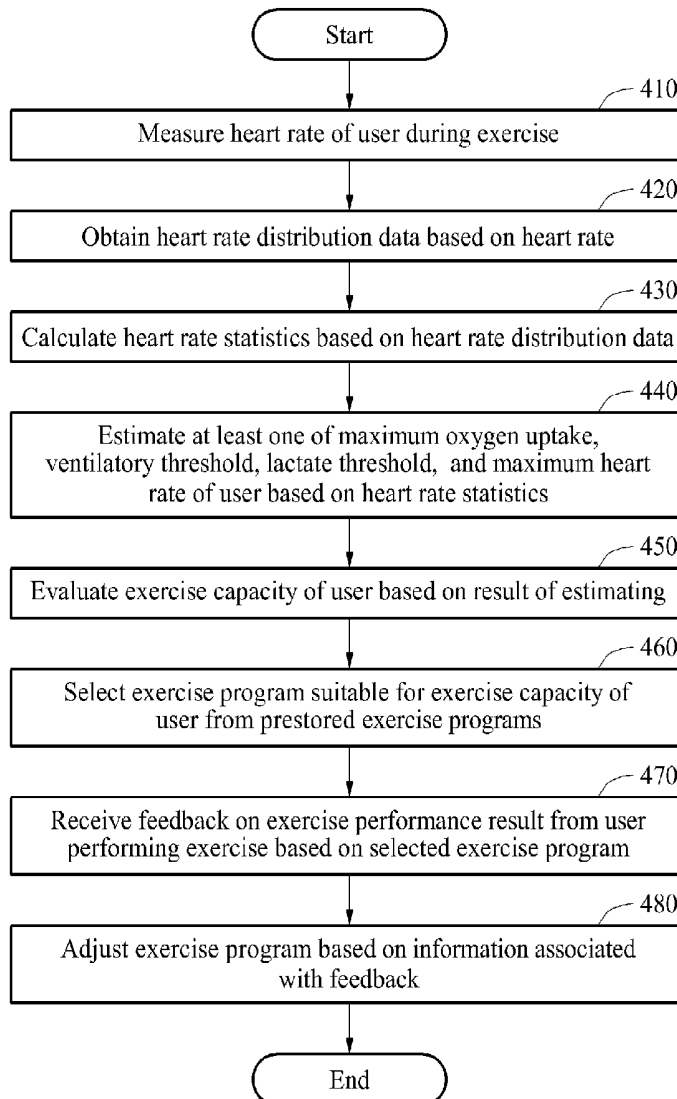 Start
410
Measure heart rate of user during exercise
420
Obtain heart rate distribution data based on heart rate
430
Calculate heart rate statistics based on heart rate distribution data
440
Estimate at least one of maximum oxygen uptake,
ventilatory threshold, lactate threshold, and maximum heart
rate of user based on heart rate statistics
450
Evaluate exercise capacity of user based on result of estimating
460
Select exercise program suitable for exercise capacity of
user from prestored exercise programs
470
Receive feedback on exercise performance result from user
performing exercise based on selected exercise program
480
Adjust exercise program based on information associated
with feedback
End